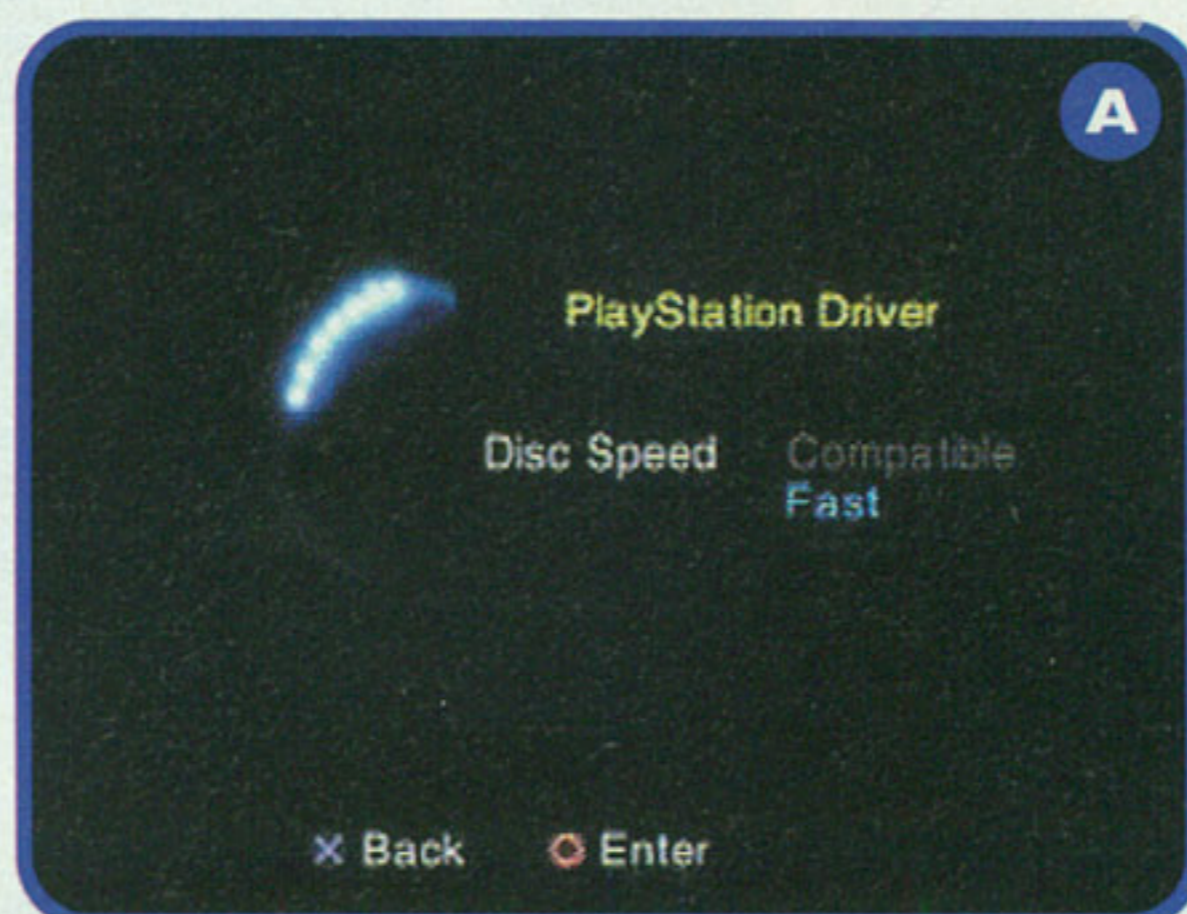 A
PlayStation Driver
Disc Speed Compatible
Fast
X Back O Enter